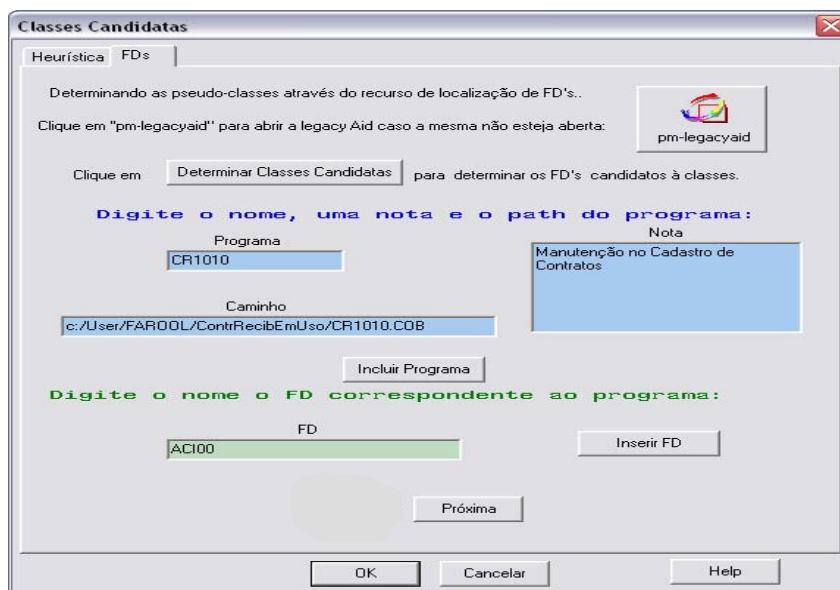 Classes Candidatas
Heurística FDs
Determinando as pseudo-classes através do recurso de localização de FD's..
Clique em "pm-legacyaid" para abrir a legacy Aid caso a mesma não esteja aberta:
pm-legacyaid
Clique em Determinar Classes Candidatas para determinar os FD's candidatos à classes.
Digite o nome, uma nota e o path do programa:
Programa
CR1010
Nota
Manutenção no Cadastro de
Contratos
Caminho
c:/User/FAROOL/ContrRecibEmUso/CR1010.COB
Incluir Programa
Digite o nome o FD correspondente ao programa:
FD
ACI00
Inserir FD
Próxima
OK Cancelar Help